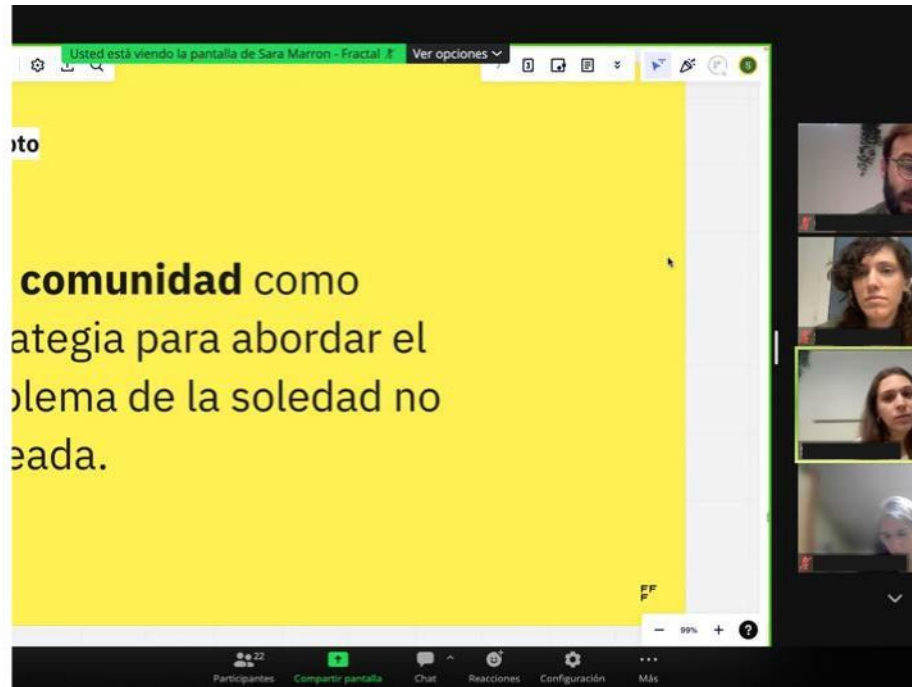 Usted está viendo la pantalla de Sara Marron - Fractal
Ver opciones
S
oto
comunidad como
ategia para abordar el
blema de la soledad no
eada.
FF
F
99%
22
Participantes
Compartir pantalla
Chat
Reacciones
Configuración
Más